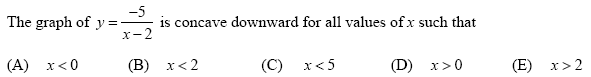 The graph of y = −5/(x − 2) is concave downward for all values of x such that
(A) x < 0 (B) x < 2 (C) x < 5 (D) x > 0 (E) x > 2